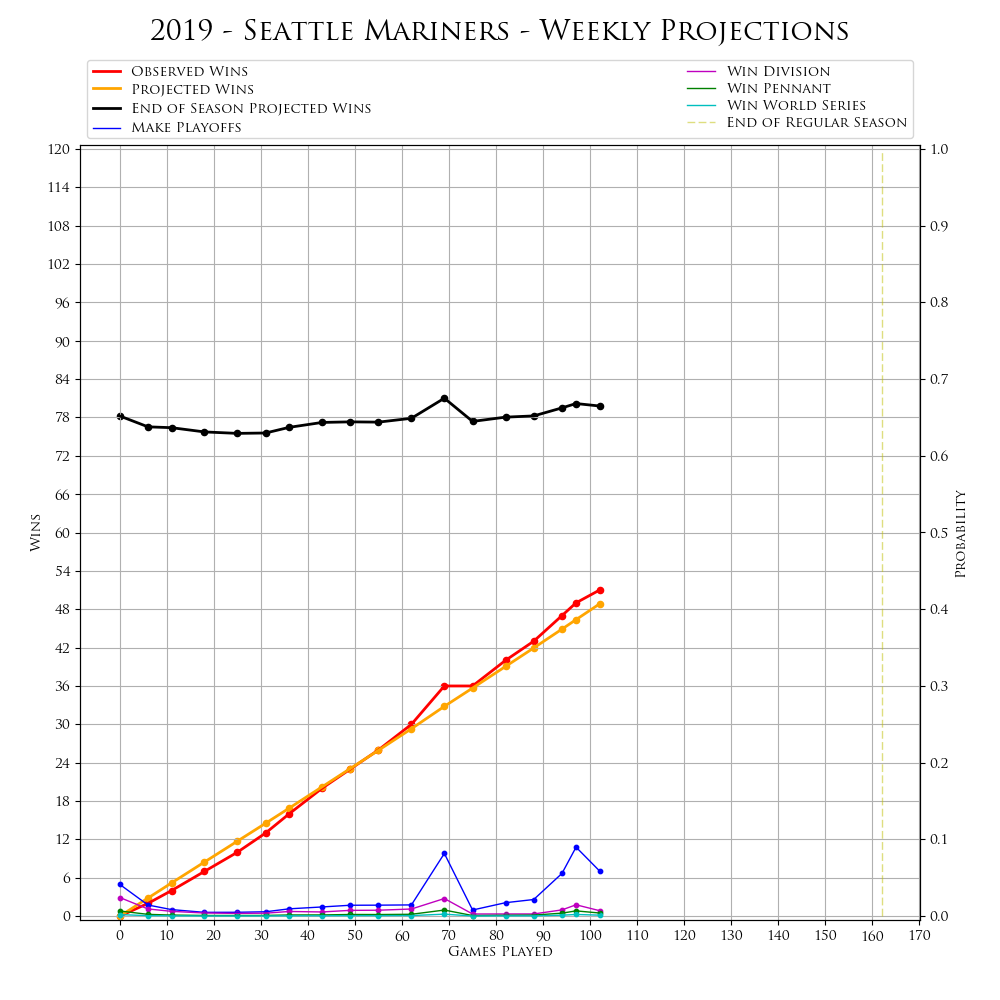 2019 - Seattle Mariners - Weekly Projections
Observed Wins
Projected Wins
End of Season Projected Wins
Make Playoffs
Win Division
Win Pennant
Win World Series
End of Regular Season
120
114
108
102
96
90
84
78
72
66
60
54
48
42
36
30
24
18
12
6
0
Wins
1.0
0.9
0.8
0.7
0.6
0.5
0.4
0.3
0.2
0.1
0.0
Probability
0 10 20 30 40 50 60 70 80 90 100 110 120 130 140 150 160 170
Games Played